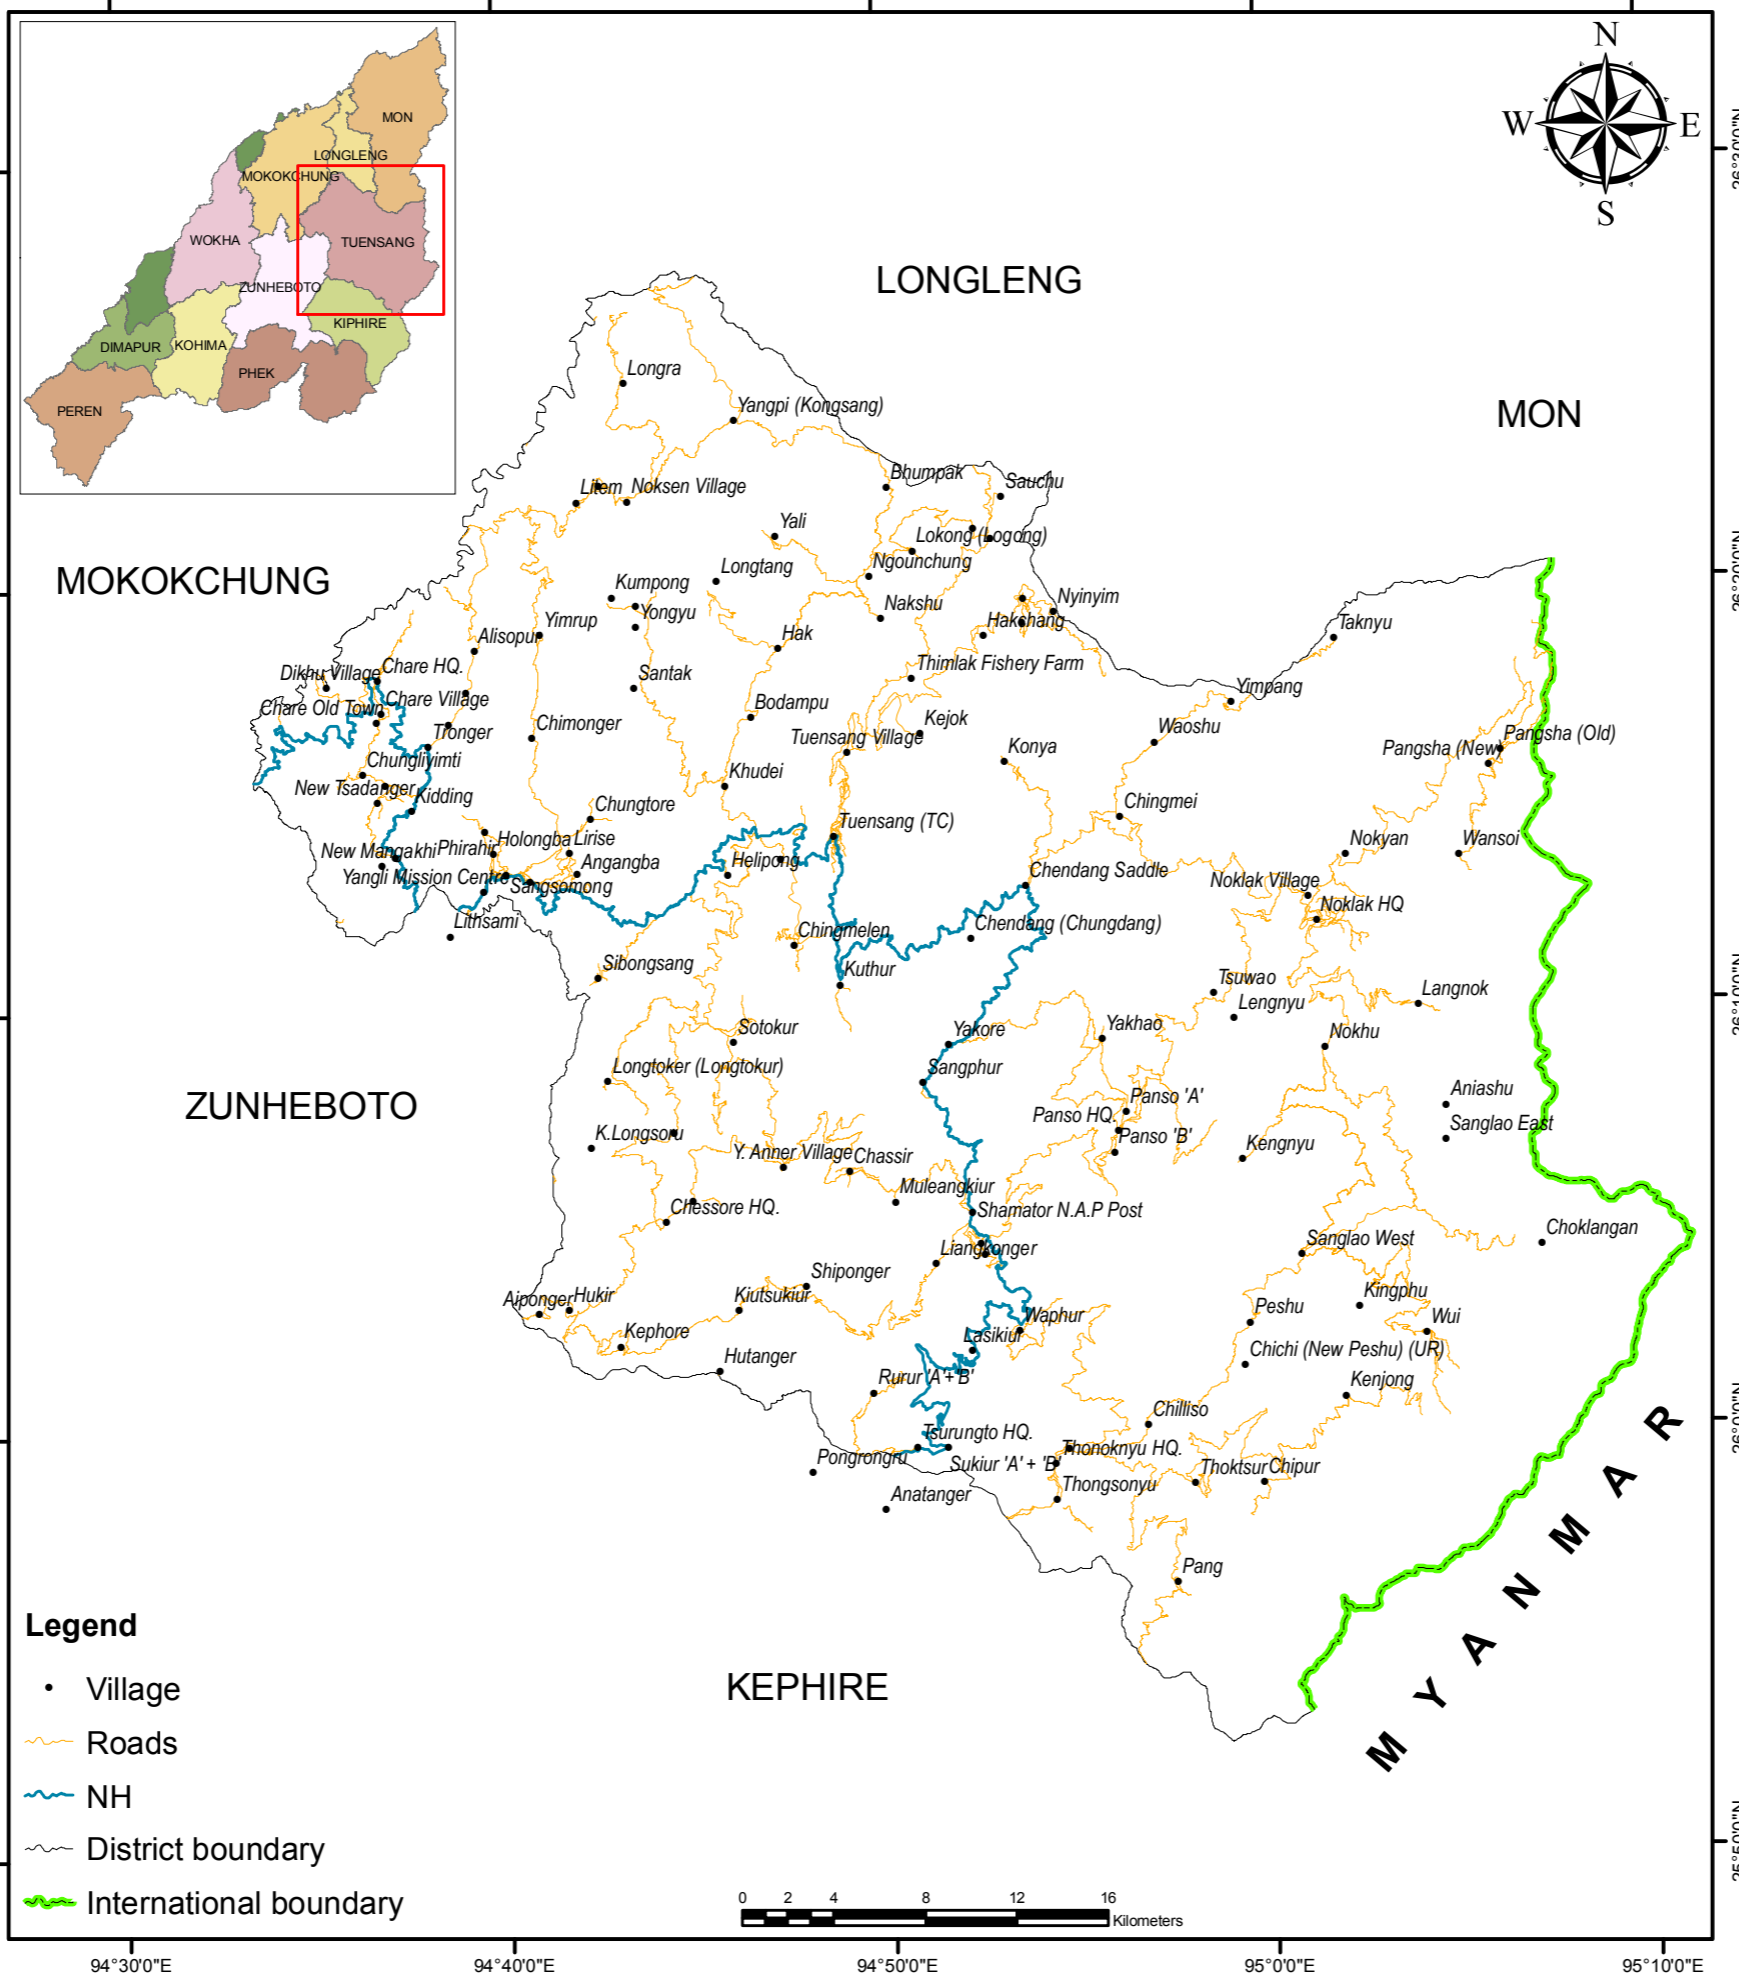 N
W
E
S
MON
LONGLENG
MOKOKCHUNG
WOKHA
TUENSANG
ZUNHEBOTO
KIPHIRE
DIMAPUR
KOHIMA
PHEK
PEREN
LONGLENG
MON
MOKOKCHUNG
ZUNHEBOTO
KEPHIRE
MYANMAR
Longra
Yangpi (Kongsang)
Bhumpak
Sauchu
Litem
Noksen Village
Yali
Lokong (Logong)
Longtang
Ngounchung
Kumpong
Yongyu
Nakshu
Nyinyim
Hakchang
Yimrup
Alisopur
Hak
Taknyu
Dikhu Village
Chare HQ.
Santak
Thimlak Fishery Farm
Chare Village
Chare Old Town
Yimpang
Bodampu
Kejok
Waoshu
Tronger
Chimonger
Tuensang Village
Konya
Pangsha (New)
Pangsha (Old)
Chungliyimti
Khudei
New Tsadanger
Kidding
Chungtore
Chingmei
Tuensang (TC)
Nokyan
Wansoi
New Mangakhi
Phirahir
Holongba
Lirise
Helipong
Angangba
Chendang Saddle
Yangli Mission Centre
Sangsomong
Noklak Village
Noklak HQ
Lithsami
Chingmelen
Chendang (Chungdang)
Sibongsang
Kuthur
Tsuwao
Langnok
Lengnyu
Sotokur
Yakore
Yakhao
Nokhu
Longtoker (Longtokur)
Sangphur
Aniashu
Panso 'A'
Panso HQ.
Panso 'B'
Sanglao East
K.Longsoru
Y. Anner Village
Chassir
Kengnyu
Muleangkiur
Chessore HQ.
Shamator N.A.P Post
Choklangan
Liangkonger
Sanglao West
Shiponger
Aiponger
Hukir
Kiutsukiur
Kingphu
Peshu
Waphur
Wui
Kephore
Lasikiur
Hutanger
Chichi (New Peshu) (UR)
Rurur 'A'+ B'
Kenjong
Chilliso
Tsurungto HQ.
Thonoknyu HQ.
Pongrongru
Sukiur 'A' + 'B'
Thoktsur
Chipur
Thongsonyu
Anatanger
Pang
Legend
Village
Roads
NH
District boundary
International boundary
0 2 4 8 12 16
Kilometers
94°30'0"E 94°40'0"E 94°50'0"E 95°0'0"E 95°10'0"E